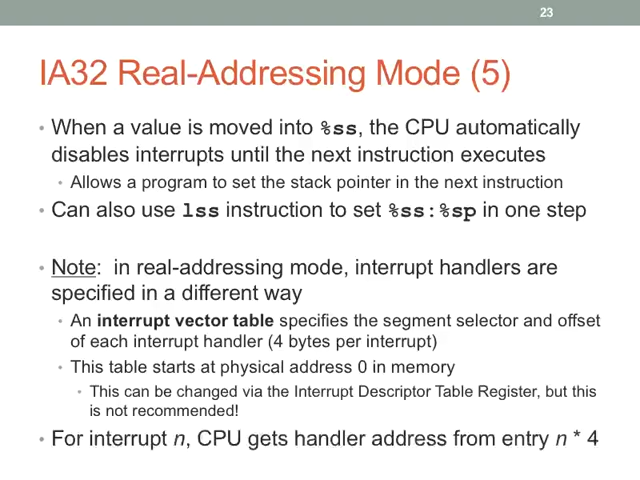 23
IA32 Real-Addressing Mode (5)
• When a value is moved into %ss, the CPU automatically
disables interrupts until the next instruction executes
• Allows a program to set the stack pointer in the next instruction
• Can also use lss instruction to set %ss:%sp in one step
• Note: in real-addressing mode, interrupt handlers are
specified in a different way
• An interrupt vector table specifies the segment selector and offset
of each interrupt handler (4 bytes per interrupt)
• This table starts at physical address 0 in memory
• This can be changed via the Interrupt Descriptor Table Register, but this
is not recommended!
• For interrupt n, CPU gets handler address from entry n * 4